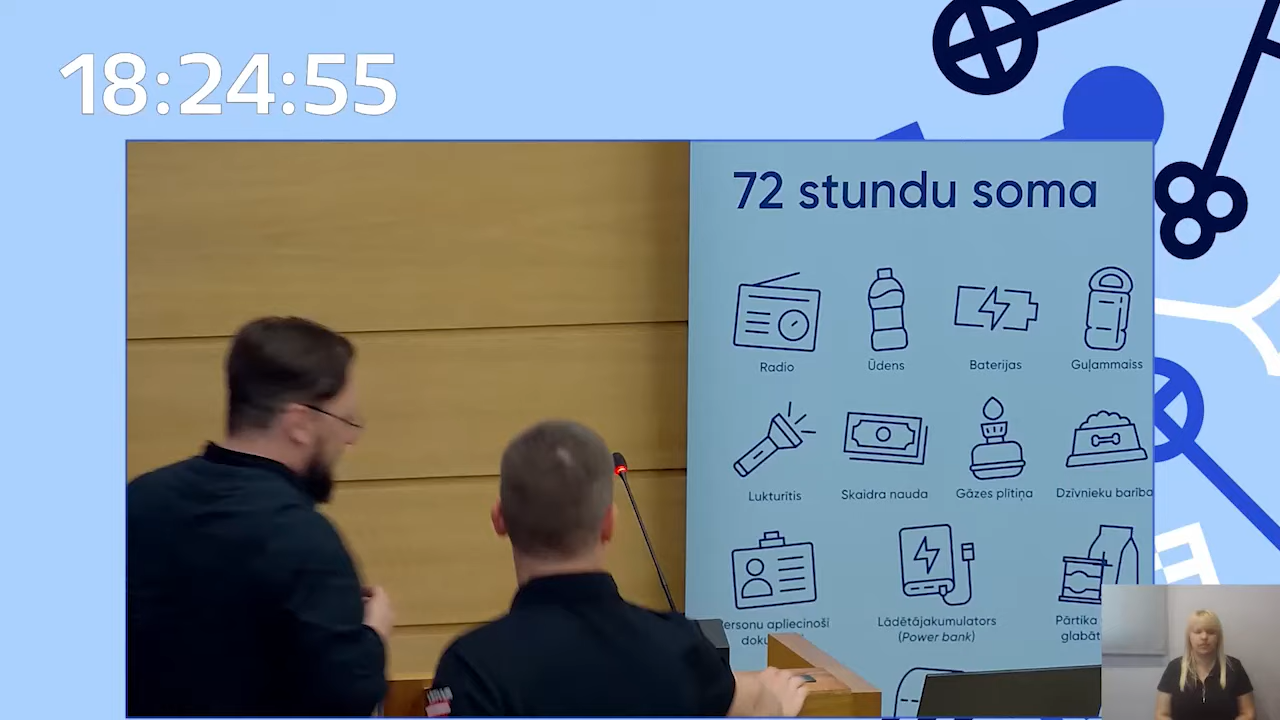 18:24:55
72 stundu soma
Radio
Ūdens
Baterijas
Guļammaiss
Lukturītis
Skaidra nauda
Gāzes plītiņa
Dzīvnieku barība
apliecinoši
Lādētājakumulators
(Power bank)
Pārtika